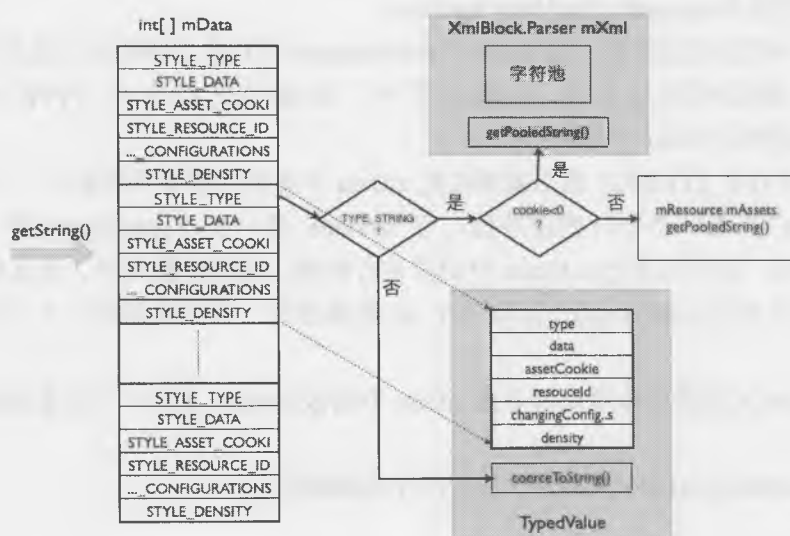 int[ ] mData
STYLE_TYPE
STYLE_DATA
STYLE_ASSET_COOKI
STYLE_RESOURCE_ID
..._CONFIGURATIONS
STYLE_DENSITY
STYLE_TYPE
STYLE_DATA
STYLE_ASSET_COOKI
STYLE_RESOURCE_ID
..._CONFIGURATIONS
STYLE_DENSITY
STYLE_TYPE
STYLE_DATA
STYLE_ASSET_COOKI
STYLE_RESOURCE_ID
..._CONFIGURATIONS
STYLE_DENSITY
getString()
XmlBlock.Parser mXml
字符池
getPooledString()
是
TYPE_STRING
?
是
cookie<0
?
否
mResource.mAssets
getPooledString()
否
type
data
assetCookie
resouceId
changingConfig..s
density
coerceToString()
TypedValue